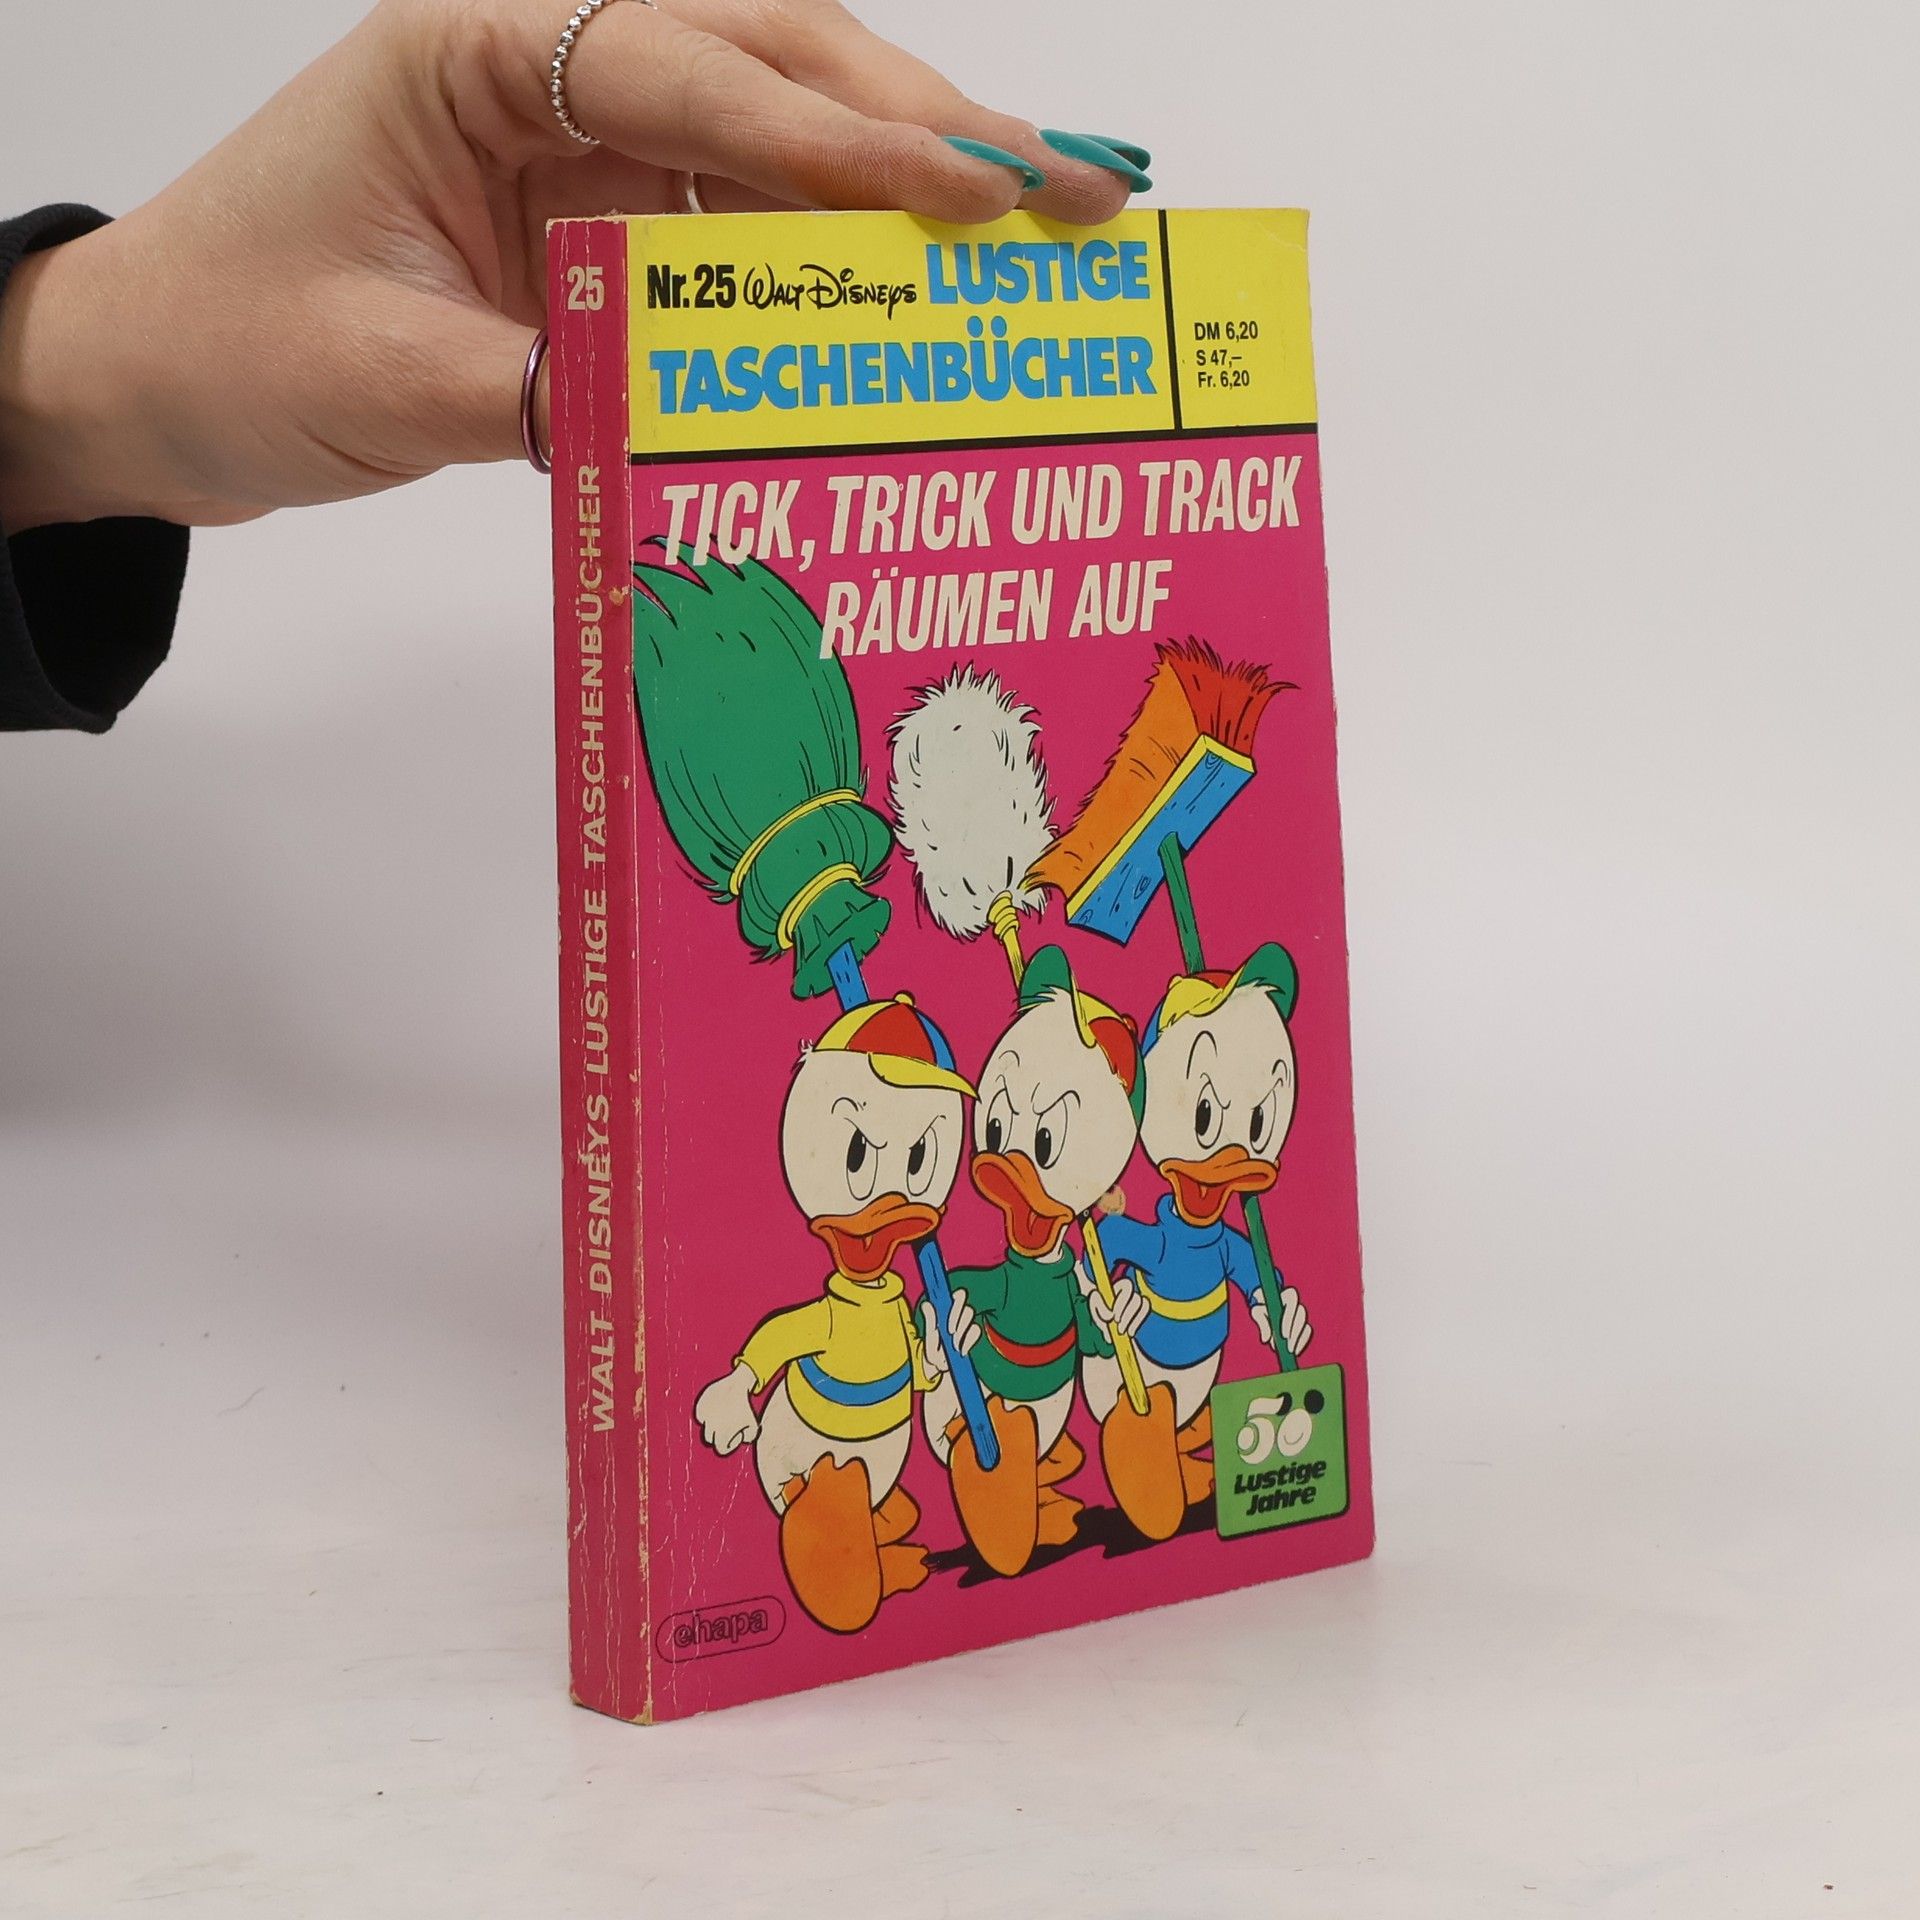 25
WALT DISNEYS LUSTIGE TASCHENBÜCHER
Nr. 25 WALT DISNEYS LUSTIGE
TASCHENBÜCHER
DM 6,20
S 47,–
Fr. 6,20
TICK, TRICK UND TRACK
RÄUMEN AUF
50
Lustige
Jahre
ehapa